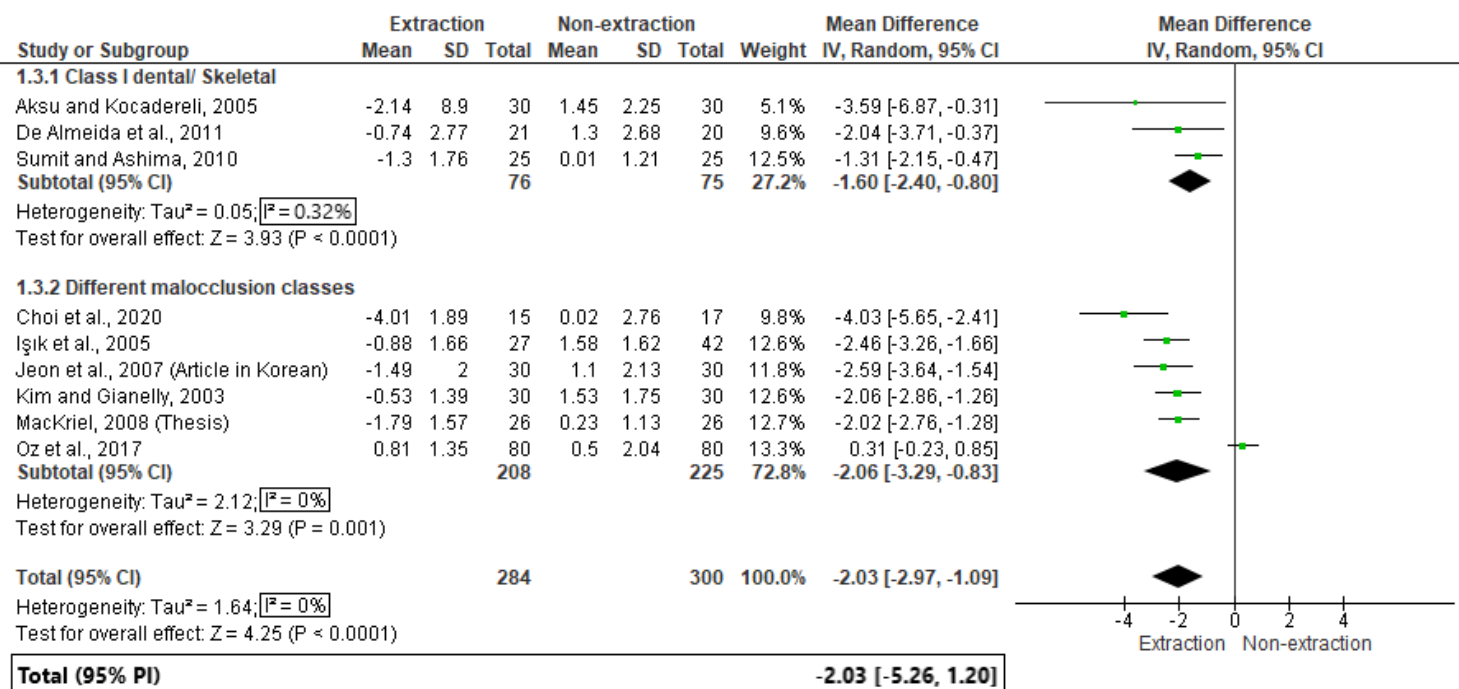 Extraction Non-extraction Mean Difference Mean Difference
Study or Subgroup Mean SD Total Mean SD Total Weight IV, Random, 95% CI IV, Random, 95% CI
1.3.1 Class I dental/ Skeletal
Aksu and Kocadereli, 2005 -2.14 8.9 30 1.45 2.25 30 5.1% -3.59 [-6.87, -0.31]
De Almeida et al., 2011 -0.74 2.77 21 1.3 2.68 20 9.6% -2.04 [-3.71, -0.37]
Sumit and Ashima, 2010 -1.3 1.76 25 0.01 1.21 25 12.5% -1.31 [-2.15, -0.47]
Subtotal (95% CI) 76 75 27.2% -1.60 [-2.40, -0.80]
Heterogeneity: Tau² = 0.05; I² = 0.32%
Test for overall effect: Z = 3.93 (P < 0.0001)
1.3.2 Different malocclusion classes
Choi et al., 2020 -4.01 1.89 15 0.02 2.76 17 9.8% -4.03 [-5.65, -2.41]
Işık et al., 2005 -0.88 1.66 27 1.58 1.62 42 12.6% -2.46 [-3.26, -1.66]
Jeon et al., 2007 (Article in Korean) -1.49 2 30 1.1 2.13 30 11.8% -2.59 [-3.64, -1.54]
Kim and Gianelly, 2003 -0.53 1.39 30 1.53 1.75 30 12.6% -2.06 [-2.86, -1.26]
MacKriel, 2008 (Thesis) -1.79 1.57 26 0.23 1.13 26 12.7% -2.02 [-2.76, -1.28]
Oz et al., 2017 0.81 1.35 80 0.5 2.04 80 13.3% 0.31 [-0.23, 0.85]
Subtotal (95% CI) 208 225 72.8% -2.06 [-3.29, -0.83]
Heterogeneity: Tau² = 2.12; I² = 0%
Test for overall effect: Z = 3.29 (P = 0.001)
Total (95% CI) 284 300 100.0% -2.03 [-2.97, -1.09]
Heterogeneity: Tau² = 1.64; I² = 0%
Test for overall effect: Z = 4.25 (P < 0.0001)
-4 -2 0 2 4
Extraction Non-extraction
Total (95% PI) -2.03 [-5.26, 1.20]